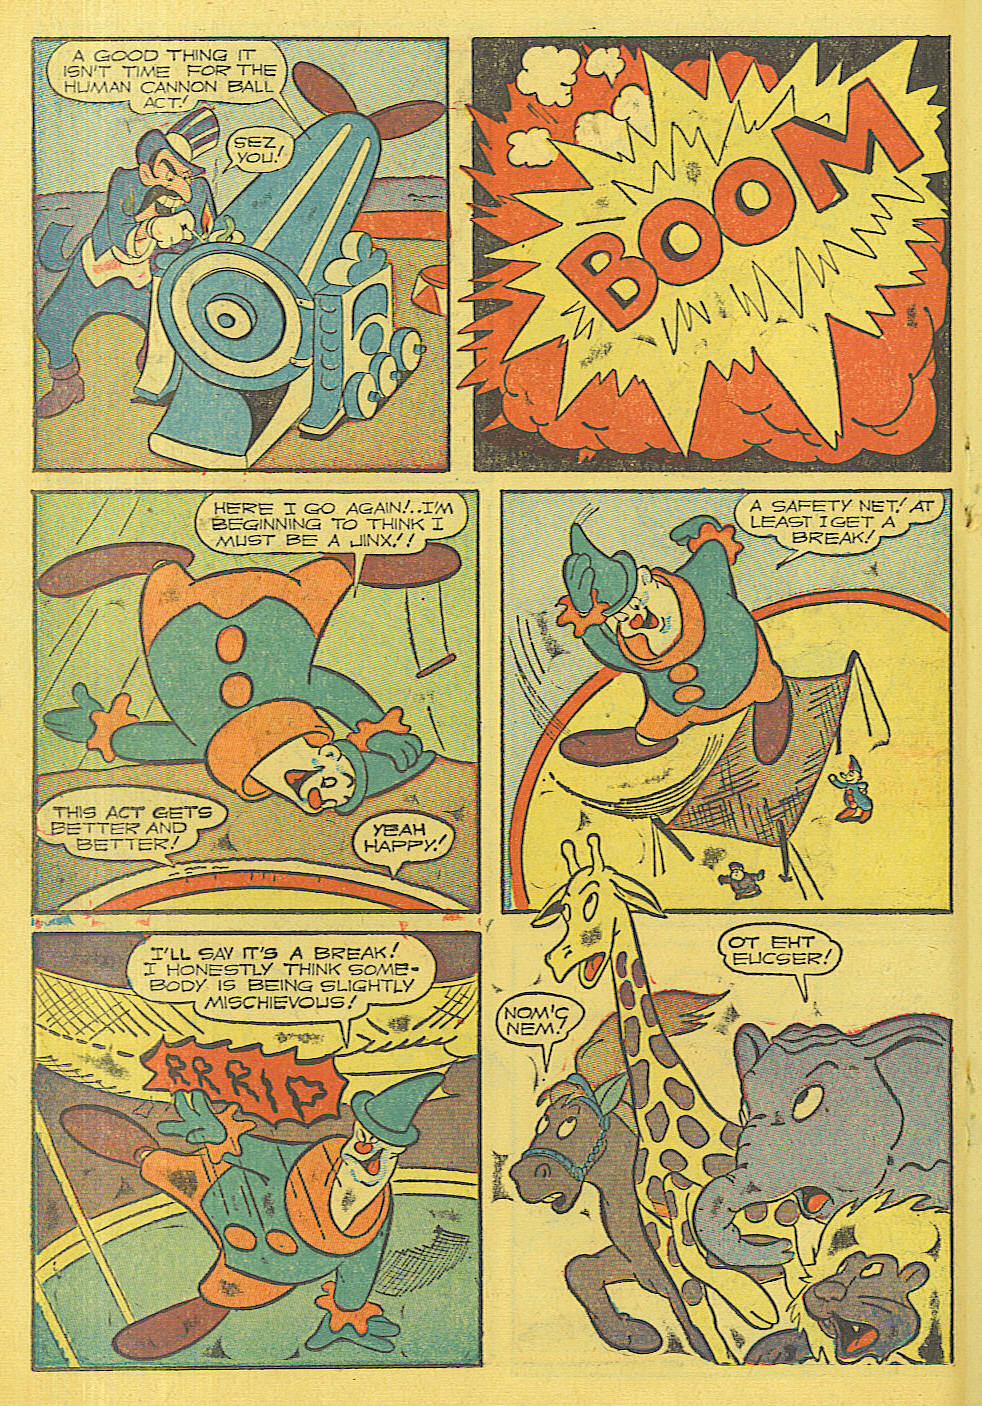 A GOOD THING IT
ISN'T TIME FOR THE
HUMAN CANNON BALL
ACT!
SEZ
YOU!
BOOM
HERE I GO AGAIN!..I'M
BEGINNING TO THINK I
MUST BE A JINX!!
THIS ACT GETS
BETTER AND
BETTER!
YEAH
HAPPY!
A SAFETY NET! AT
LEAST I GET A
BREAK!
I'LL SAY IT'S A BREAK!
I HONESTLY THINK SOME-
BODY IS BEING SLIGHTLY
MISCHIEVOUS!
RRRIP
OT EHT
EUCSER!
NOM'C
NEM!